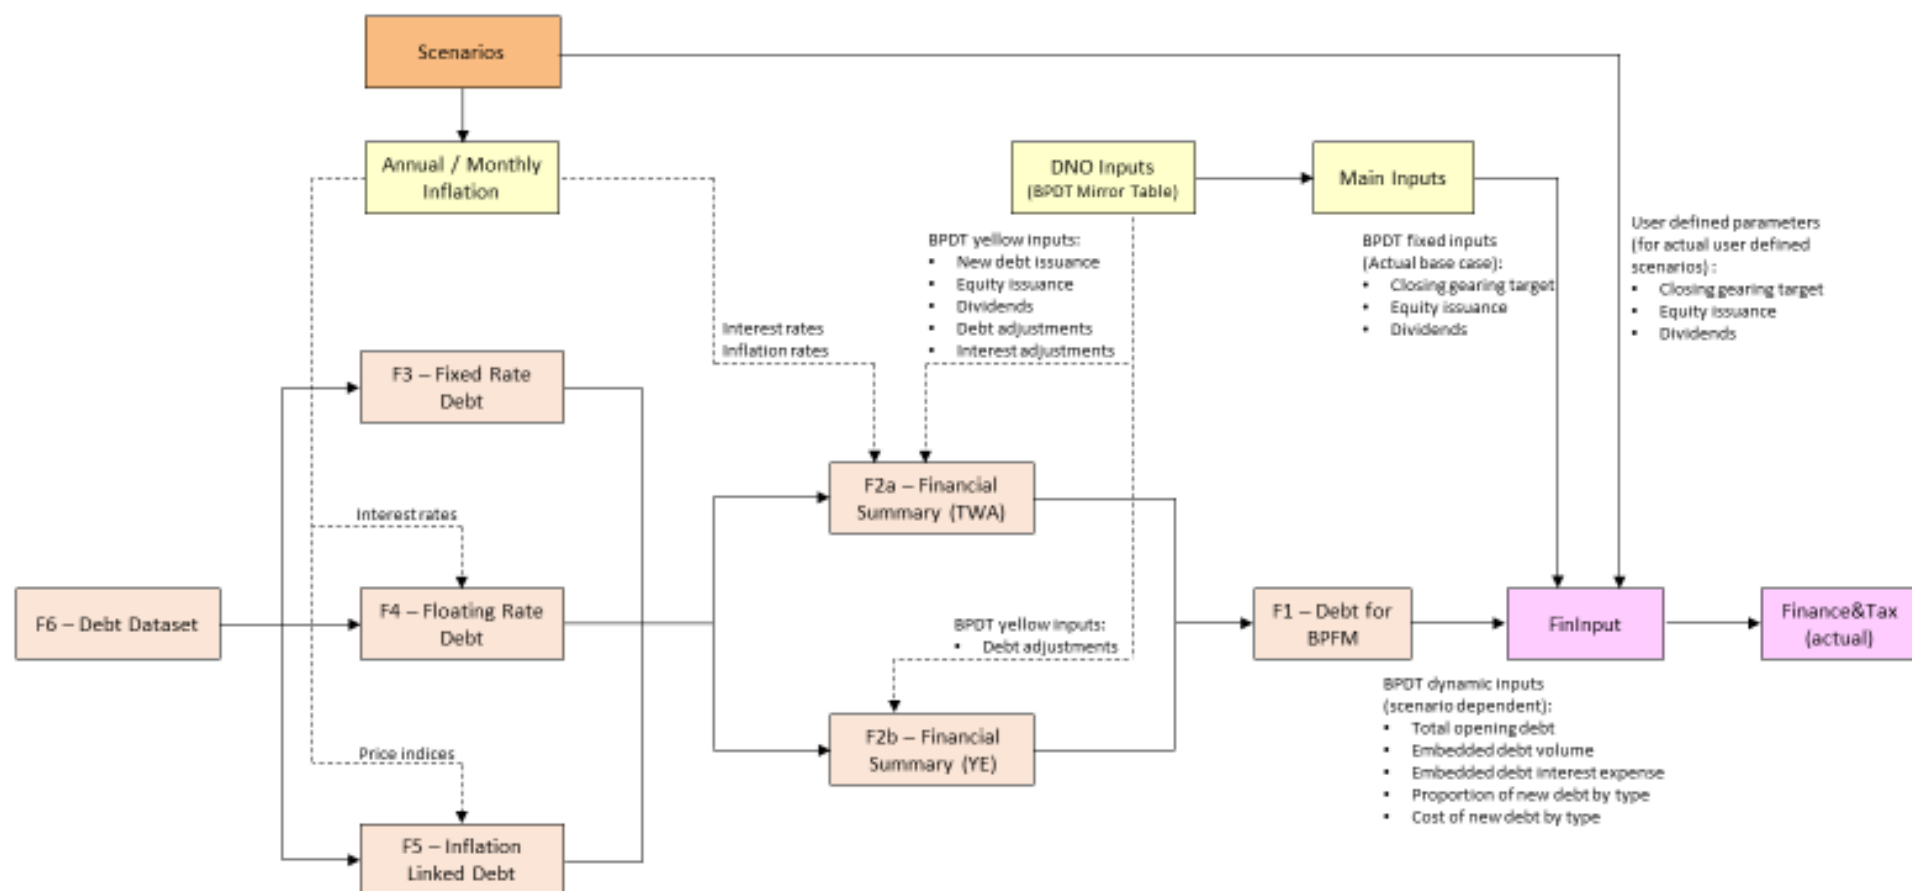 Scenarios
Annual / Monthly
Inflation
DNO Inputs
(BPDT Mirror Table)
Main Inputs
User defined parameters
(for actual user defined
scenarios) :
▪ Closing gearing target
▪ Equity issuance
▪ Dividends
BPDT yellow inputs:
▪ New debt issuance
▪ Equity issuance
▪ Dividends
▪ Debt adjustments
▪ Interest adjustments
BPDT fixed inputs
(Actual base case):
▪ Closing gearing target
▪ Equity issuance
▪ Dividends
Interest rates
Inflation rates
F3 – Fixed Rate
Debt
F2a – Financial
Summary (TWA)
Interest rates
F6 – Debt Dataset
F4 – Floating Rate
Debt
BPDT yellow inputs:
▪ Debt adjustments
F1 – Debt for
BPFM
FinInput
Finance&Tax
(actual)
BPDT dynamic inputs
(scenario dependent):
▪ Total opening debt
▪ Embedded debt volume
▪ Embedded debt interest expense
▪ Proportion of new debt by type
▪ Cost of new debt by type
F2b – Financial
Summary (YE)
Price indices
F5 – Inflation
Linked Debt